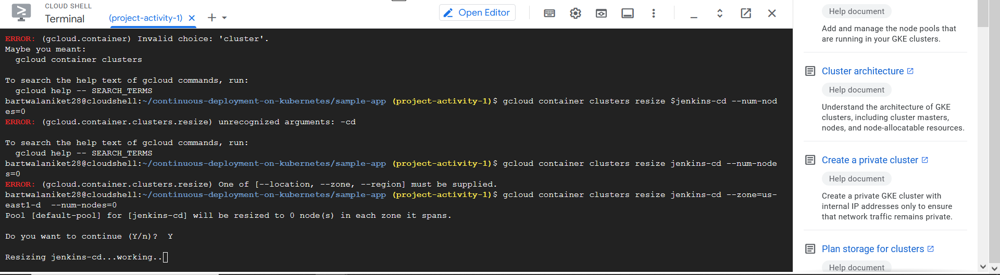 CLOUD SHELL
Terminal
(project-activity-1)
Open Editor
ERROR: (gcloud.container) Invalid choice: 'cluster'.
Maybe you meant:
  gcloud container clusters
To search the help text of gcloud commands, run:
  gcloud help -- SEARCH_TERMS
bartwalaniket28@cloudshell:~/continuous-deployment-on-kubernetes/sample-app (project-activity-1)$ gcloud container clusters resize $jenkins-cd --num-nod
es=0
ERROR: (gcloud.container.clusters.resize) unrecognized arguments: -cd
To search the help text of gcloud commands, run:
  gcloud help -- SEARCH_TERMS
bartwalaniket28@cloudshell:~/continuous-deployment-on-kubernetes/sample-app (project-activity-1)$ gcloud container clusters resize jenkins-cd --num-node
s=0
ERROR: (gcloud.container.clusters.resize) One of [--location, --zone, --region] must be supplied.
bartwalaniket28@cloudshell:~/continuous-deployment-on-kubernetes/sample-app (project-activity-1)$ gcloud container clusters resize jenkins-cd --zone=us-
east1-d  --num-nodes=0
Pool [default-pool] for [jenkins-cd] will be resized to 0 node(s) in each zone it spans.
Do you want to continue (Y/n)?  Y
Resizing jenkins-cd...working..
Help document
Add and manage the node pools that
are running in your GKE clusters.
Cluster architecture
Help document
Understand the architecture of GKE
clusters, including cluster masters,
nodes, and node-allocatable resources.
Create a private cluster
Help document
Create a private GKE cluster with
internal IP addresses only to ensure
that network traffic remains private.
Plan storage for clusters
Help document